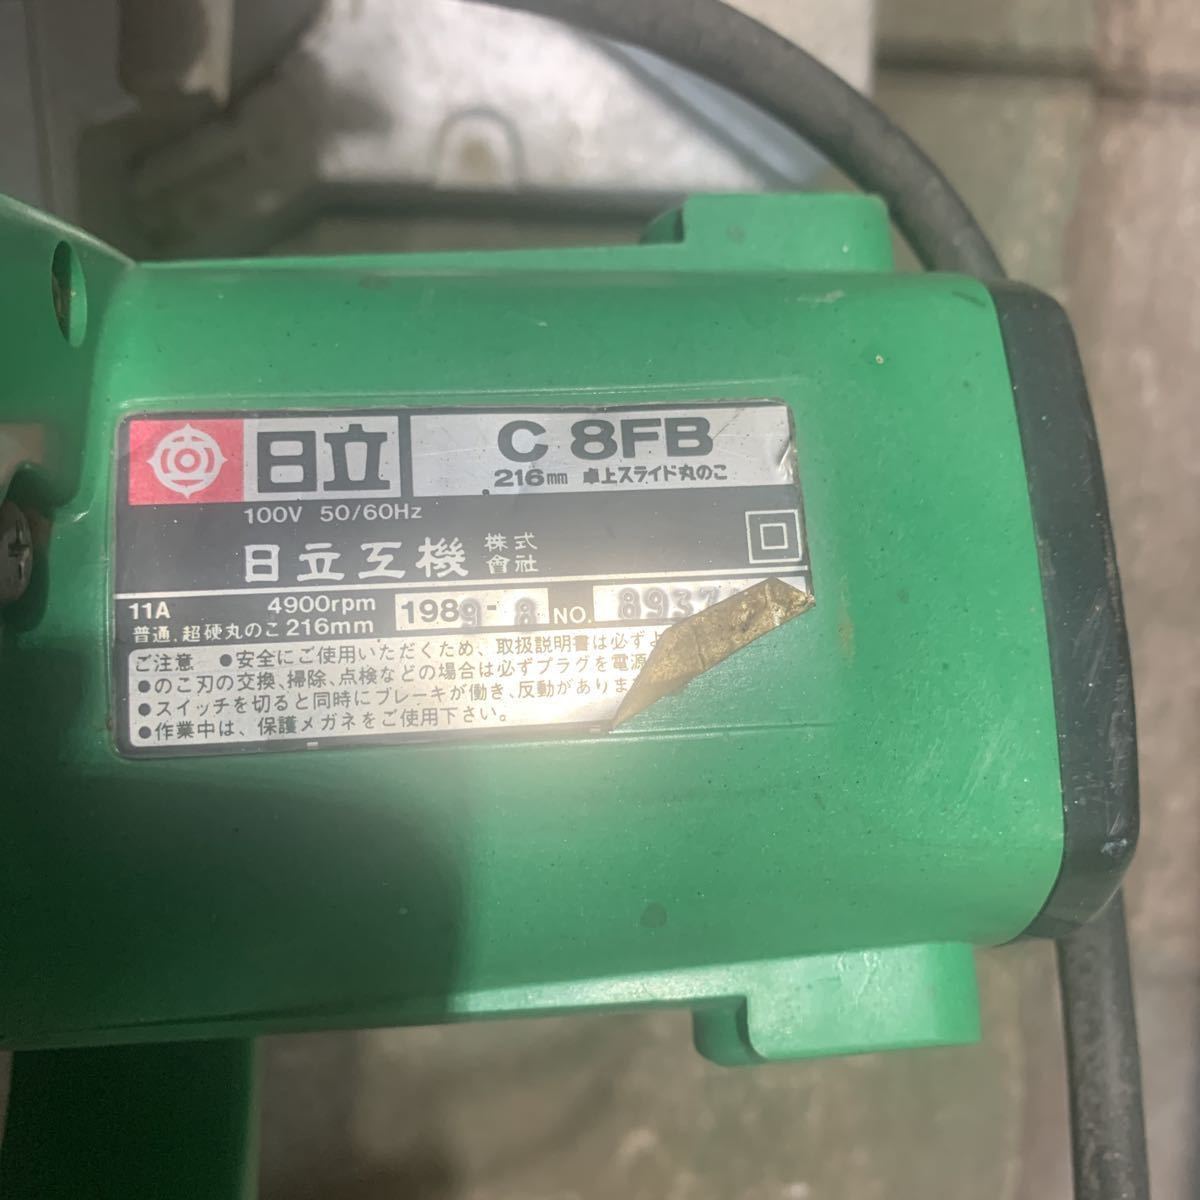 日立
C 8FB
216mm 卓上スライド丸のこ
100V 50/60Hz
日立工機 株式會社
11A 4900rpm 1989-8 NO. 8937
普通、超硬丸のこ 216mm
ご注意 ●安全にご使用いただくため、取扱説明書は必ずよ
●のこ刃の交換、掃除、点検などの場合は必ずプラグを電源
●スイッチを切ると同時にブレーキが働き、反動がありま
●作業中は、保護メガネをご使用下さい。